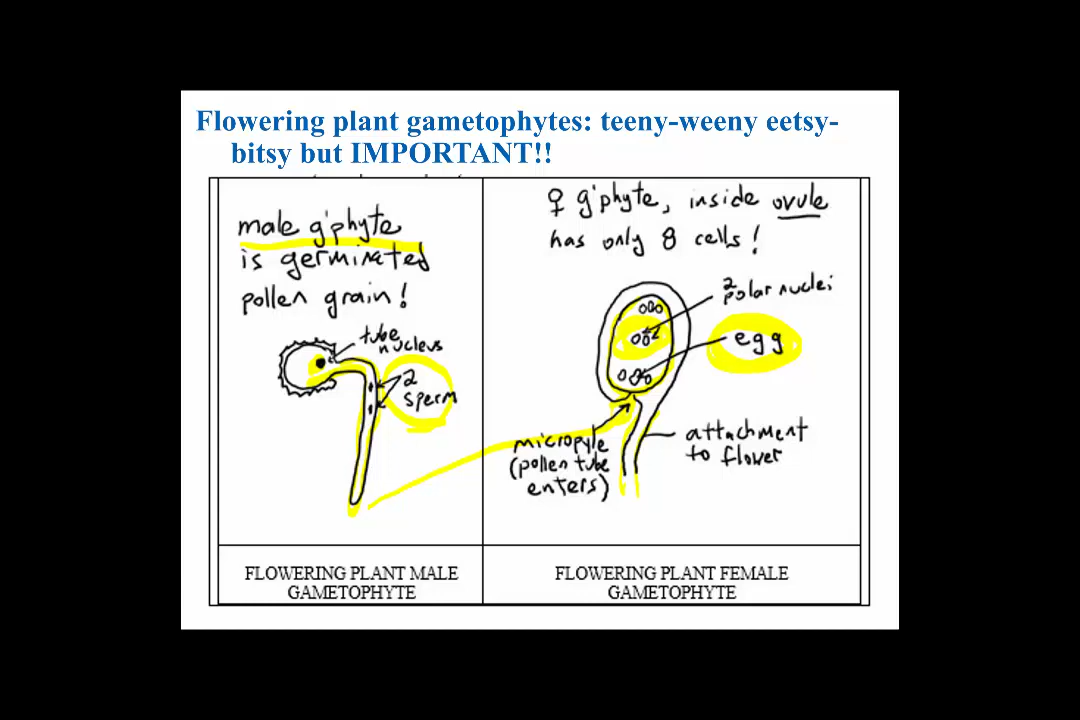 Flowering plant gametophytes: teeny-weeny eetsy-
bitsy but IMPORTANT!!
male g'phyte
is germinated
pollen grain!
tube
nucleus
2
sperm
♀ g'phyte, inside ovule
has only 8 cells!
2
polar nuclei
egg
micropyle
(pollen tube
enters)
attachment
to flower
FLOWERING PLANT MALE
GAMETOPHYTE
FLOWERING PLANT FEMALE
GAMETOPHYTE